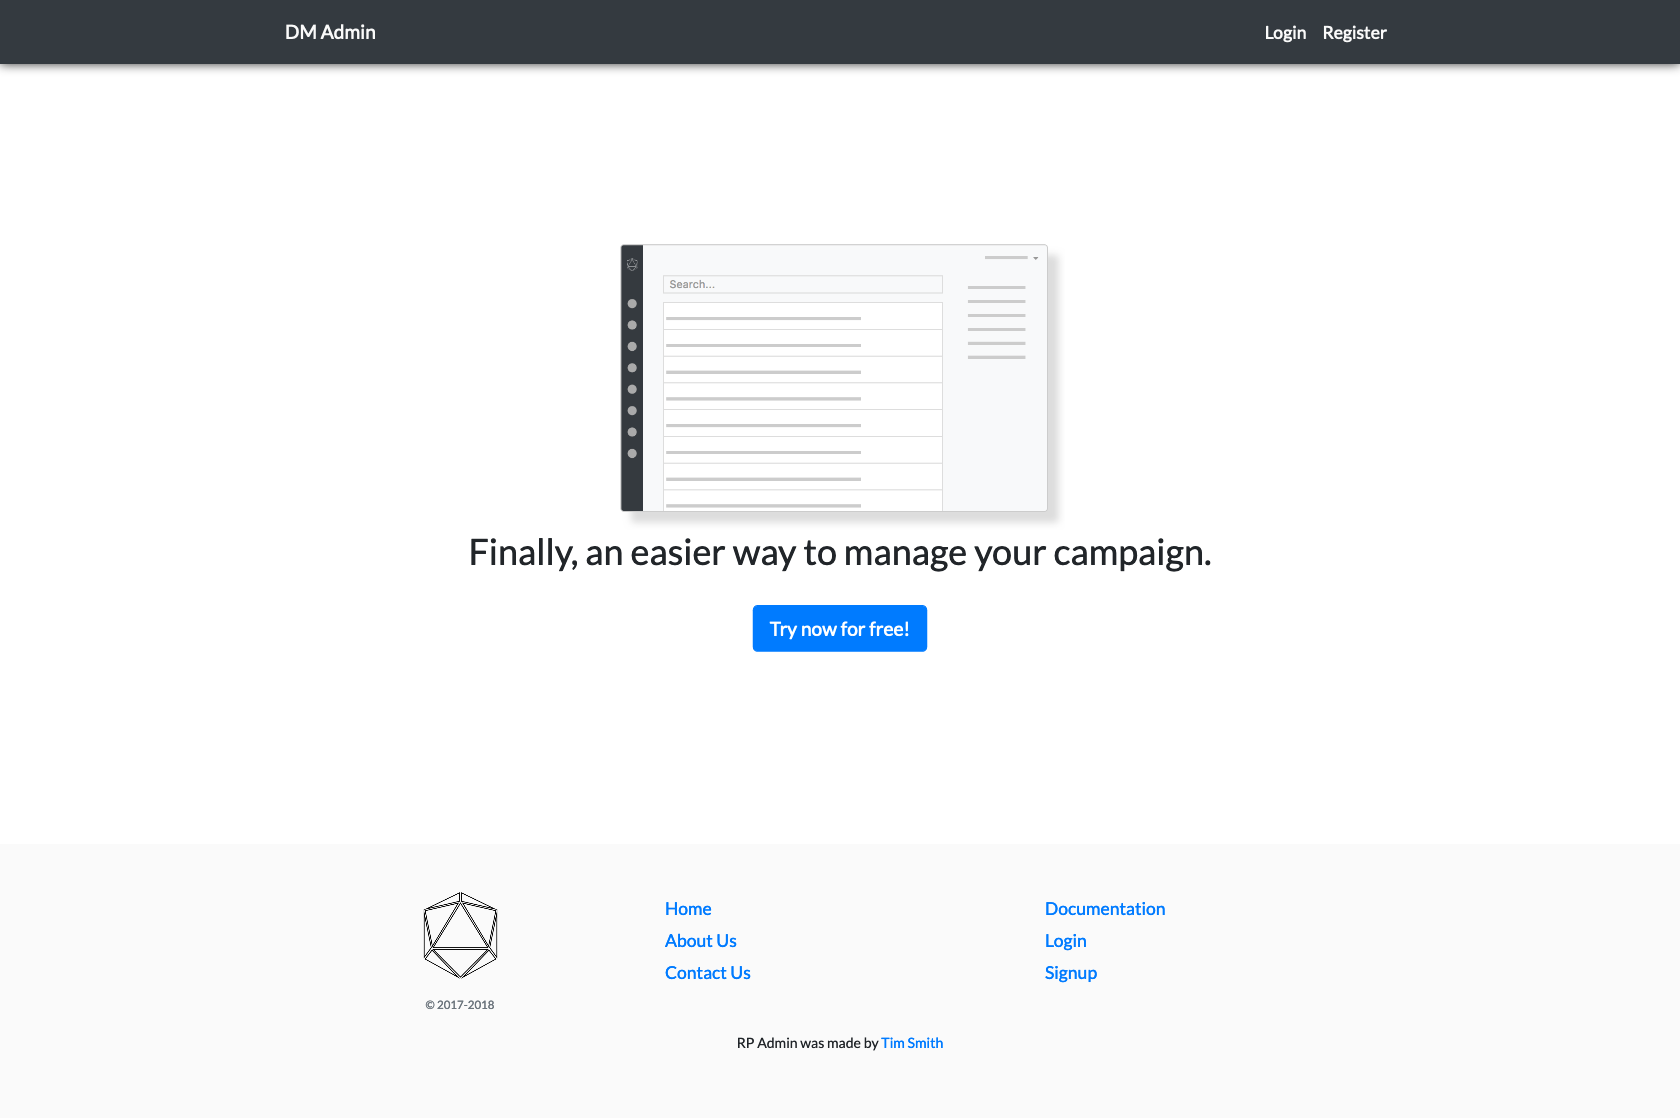 DM Admin
Login Register
Search...
Finally, an easier way to manage your campaign.
Try now for free!
Home
About Us
Contact Us
Documentation
Login
Signup
© 2017-2018
RP Admin was made by Tim Smith